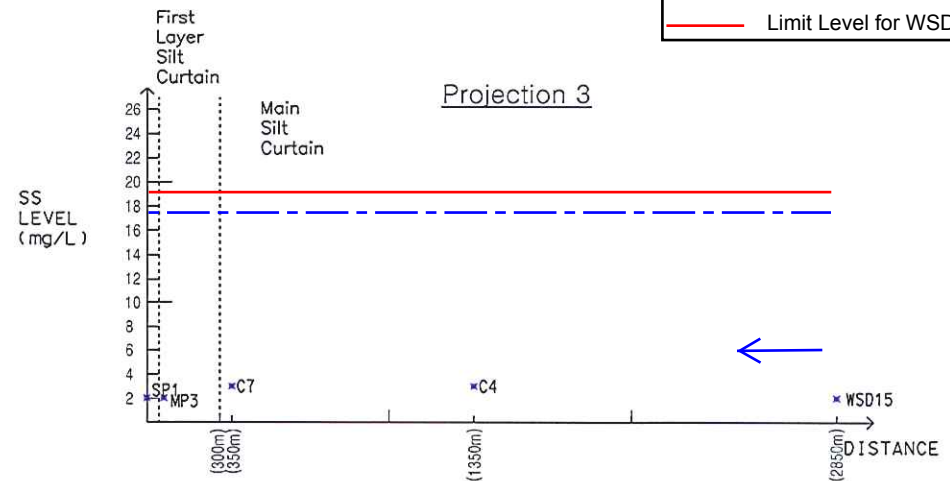 Limit Level for WSD
First
Layer
Silt
Curtain
Main
Silt
Curtain
Projection 3
SS
LEVEL
(mg/L)
26
24
22
20
18
16
14
12
10
8
6
4
2
SP1
MP3
C7
C4
WSD15
(300m)
(350m)
(1350m)
(2850m)
DISTANCE